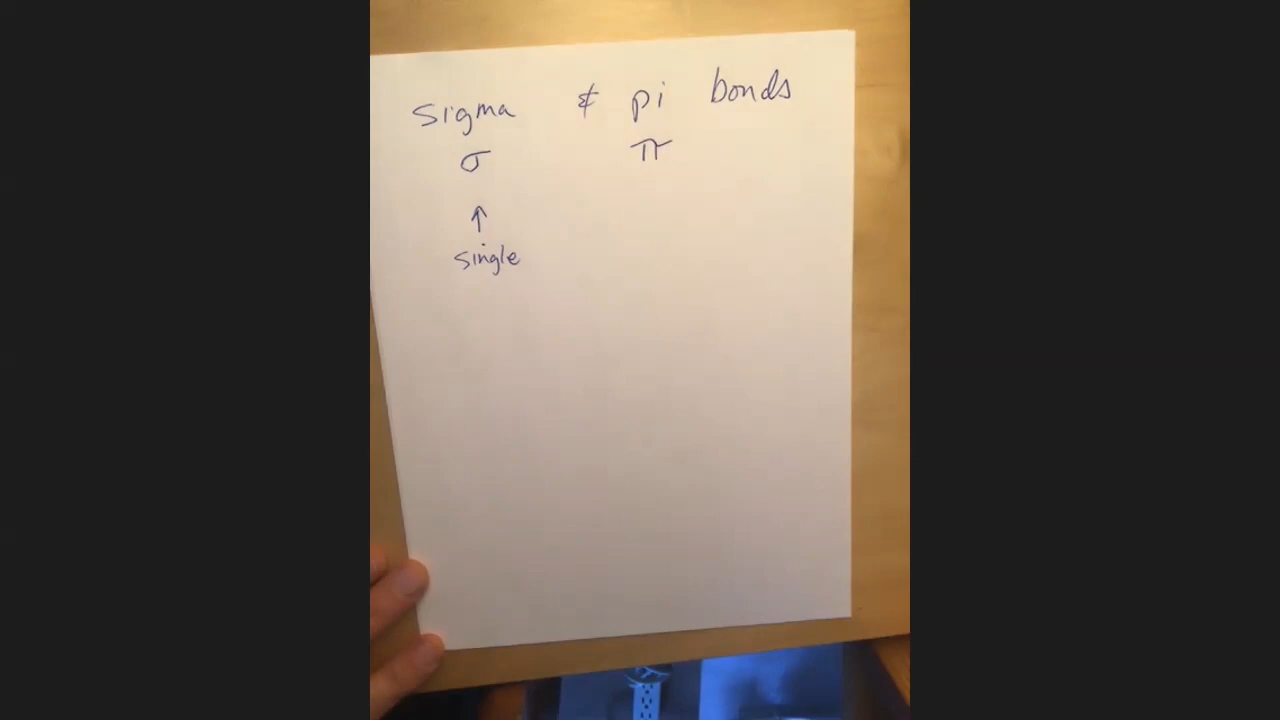 sigma & pi bonds
σ π
↑
single